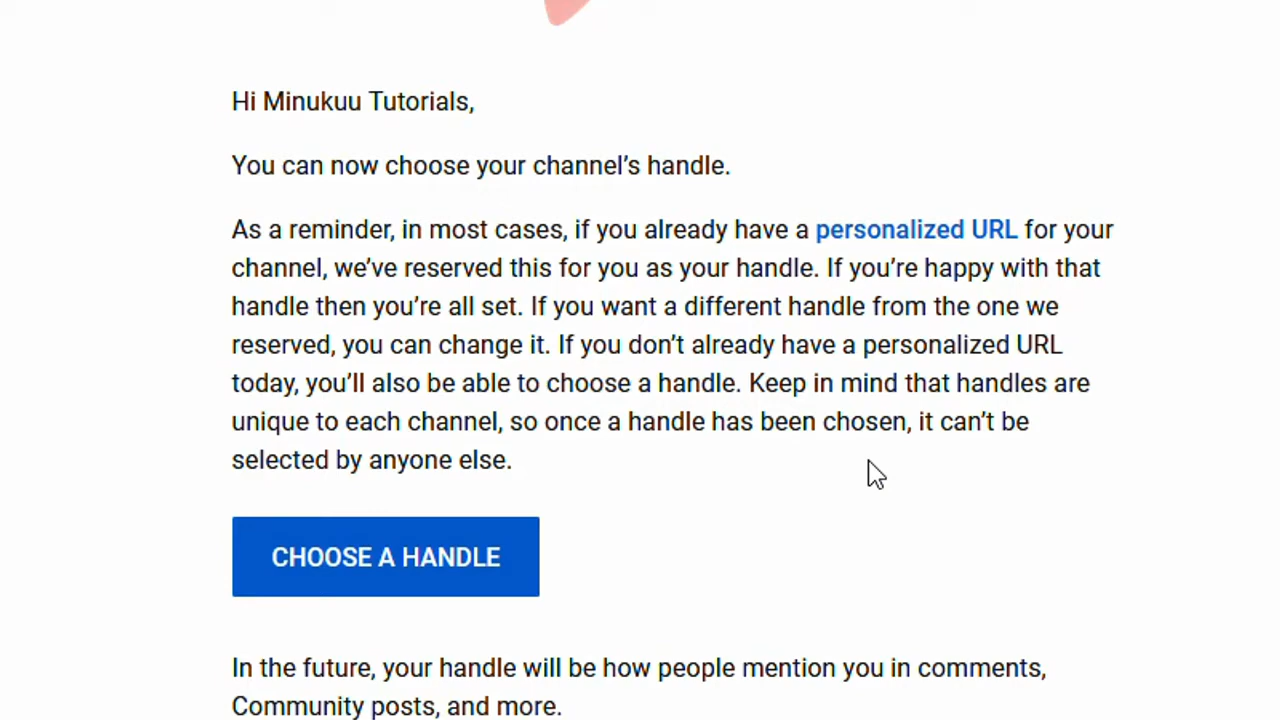 Hi Minukuu Tutorials,
You can now choose your channel’s handle.
As a reminder, in most cases, if you already have a personalized URL for your
channel, we’ve reserved this for you as your handle. If you’re happy with that
handle then you’re all set. If you want a different handle from the one we
reserved, you can change it. If you don’t already have a personalized URL
today, you’ll also be able to choose a handle. Keep in mind that handles are
unique to each channel, so once a handle has been chosen, it can’t be
selected by anyone else.
CHOOSE A HANDLE
In the future, your handle will be how people mention you in comments,
Community posts, and more.